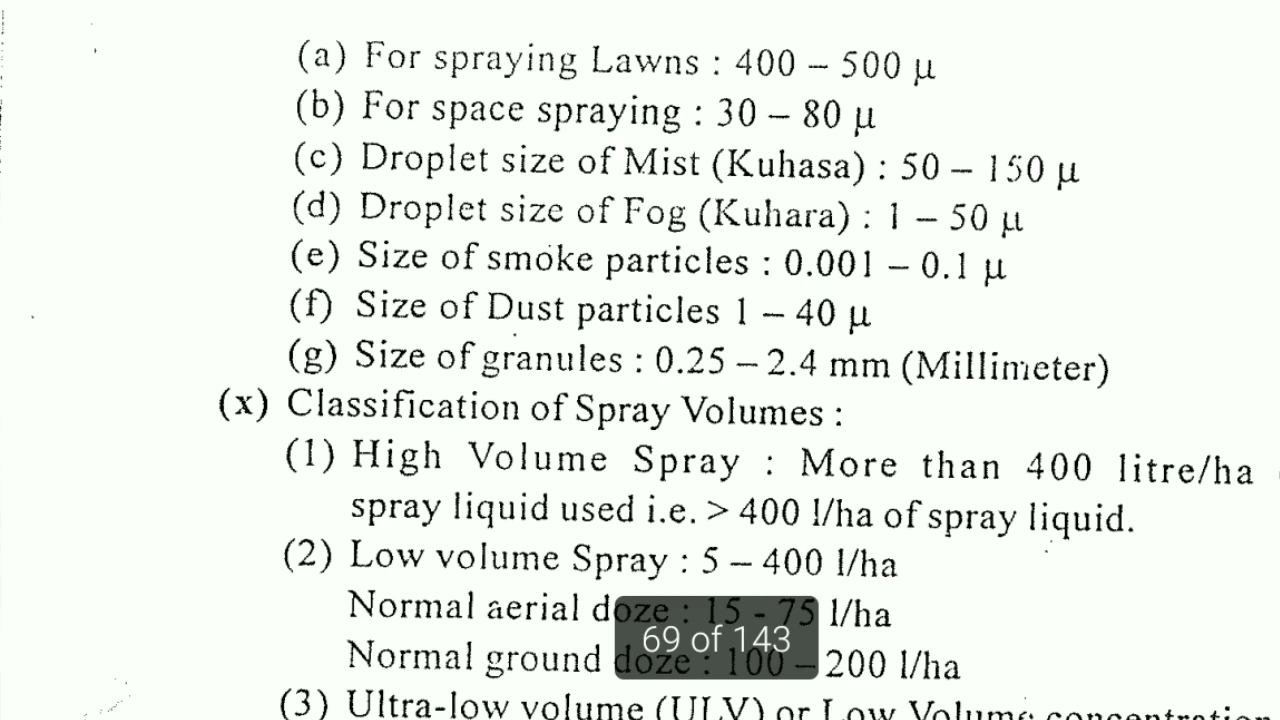 (a) For spraying Lawns : 400 – 500 μ
(b) For space spraying : 30 – 80 μ
(c) Droplet size of Mist (Kuhasa) : 50 – 150 μ
(d) Droplet size of Fog (Kuhara) : 1 – 50 μ
(e) Size of smoke particles : 0.001 – 0.1 μ
(f) Size of Dust particles 1 – 40 μ
(g) Size of granules : 0.25 – 2.4 mm (Millimeter)
(x) Classification of Spray Volumes :
(1) High Volume Spray : More than 400 litre/ha
spray liquid used i.e. > 400 l/ha of spray liquid.
(2) Low volume Spray : 5 – 400 l/ha
Normal aerial doze : 15 - 75 l/ha
69 of 143
Normal ground doze : 100 – 200 l/ha
(3) Ultra-low volume (ULV) or Low Volume concentration